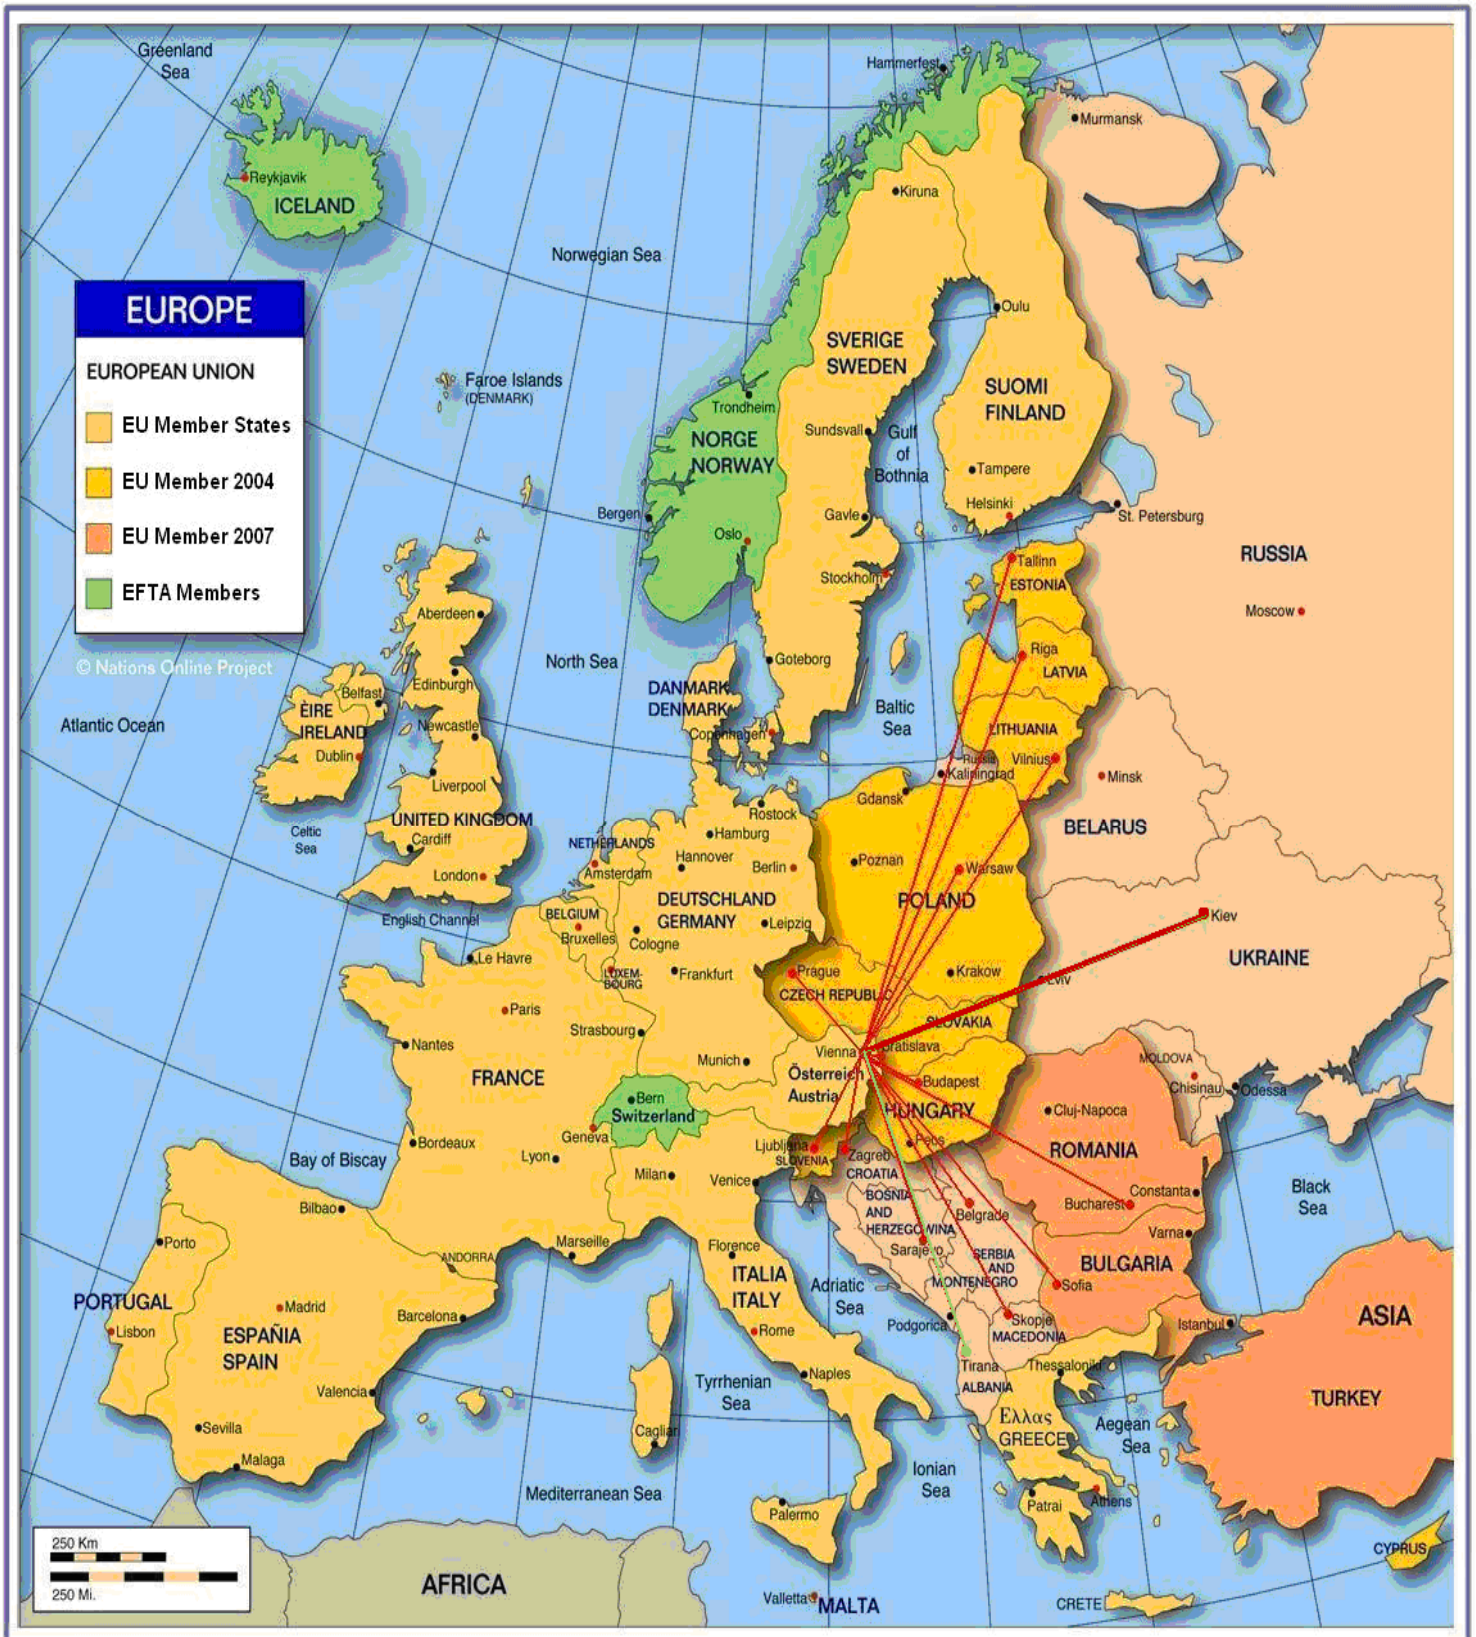 Greenland
Sea
Hammerfest
Murmansk
Reykjavik
ICELAND
Kiruna
Norwegian Sea
EUROPE
EUROPEAN UNION
EU Member States
EU Member 2004
EU Member 2007
EFTA Members
© Nations Online Project
Oulu
SVERIGE
SWEDEN
SUOMI
FINLAND
Faroe Islands
(DENMARK)
Trondheim
NORGE
NORWAY
Sundsvall
Gulf
of
Bothnia
Tampere
Helsinki
Bergen
Gavle
St. Petersburg
Oslo
RUSSIA
Stockholm
Tallinn
ESTONIA
Moscow
Aberdeen
North Sea
Goteborg
Riga
LATVIA
Edinburgh
DANMARK
DENMARK
Belfast
ÈIRE
IRELAND
Atlantic Ocean
Newcastle
Copenhagen
Baltic
Sea
LITHUANIA
Dublin
Russia
Vilnius
Kaliningrad
Minsk
Liverpool
Gdansk
Rostock
UNITED KINGDOM
Hamburg
BELARUS
Celtic
Sea
Cardiff
NETHERLANDS
Amsterdam
Hannover
Berlin
Poznan
Warsaw
London
DEUTSCHLAND
GERMANY
POLAND
English Channel
BELGIUM
Bruxelles
Cologne
Leipzig
Kiev
UKRAINE
Le Havre
LUXEM-
BOURG
Frankfurt
Prague
CZECH REPUBLIC
Krakow
Lviv
Paris
Strasbourg
SLOVAKIA
Nantes
Vienna
Bratislava
Munich
Österreich
Austria
MOLDOVA
Chisinau
Odessa
FRANCE
Budapest
HUNGARY
Bern
Switzerland
Cluj-Napoca
Geneva
Bordeaux
Lyon
Ljubljana
SLOVENIA
Zagreb
CROATIA
Pecs
ROMANIA
Bay of Biscay
Milan
Venice
BOSNIA
AND
HERZEGOWINA
Sarajevo
Belgrade
Bucharest
Constanta
Black
Sea
Bilbao
Porto
Marseille
Florence
Varna
ANDORRA
ITALIA
ITALY
Adriatic
Sea
SERBIA
AND
MONTENEGRO
BULGARIA
Sofia
PORTUGAL
Lisbon
Madrid
Barcelona
Rome
Podgorica
Skopje
MACEDONIA
Istanbul
ASIA
ESPAÑIA
SPAIN
Naples
Tirana
ALBANIA
Thessaloniki
Valencia
Tyrrhenian
Sea
TURKEY
Sevilla
Cagliari
Ελλας
GREECE
Aegean
Sea
Malaga
Mediterranean Sea
Ionian
Sea
Palermo
Patrai
Athens
250 Km
250 Mi.
CYPRUS
AFRICA
Valletta
MALTA
CRETE